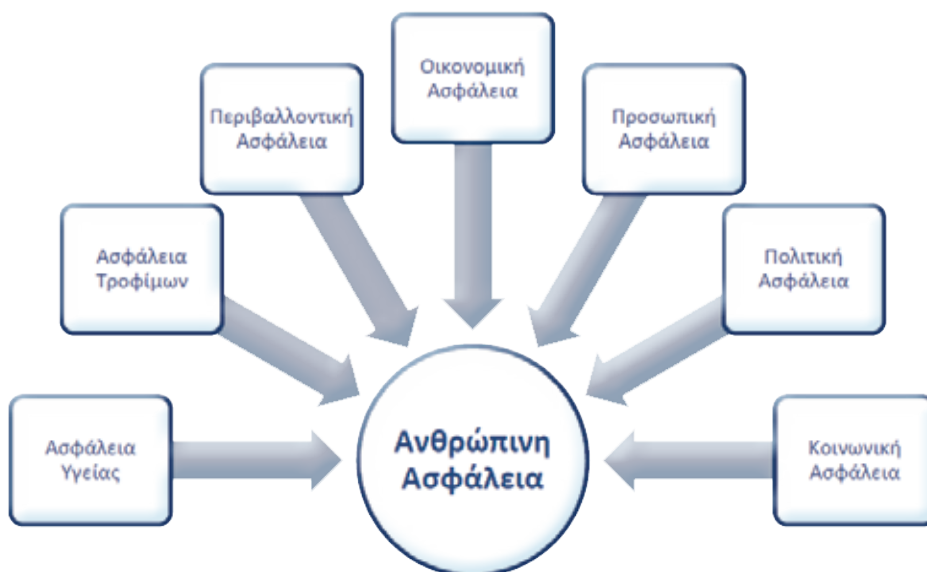 Οικονομική
Ασφάλεια
Περιβαλλοντική
Ασφάλεια
Προσωπική
Ασφάλεια
Ασφάλεια
Τροφίμων
Πολιτική
Ασφάλεια
Ασφάλεια
Υγείας
Ανθρώπινη
Ασφάλεια
Κοινωνική
Ασφάλεια